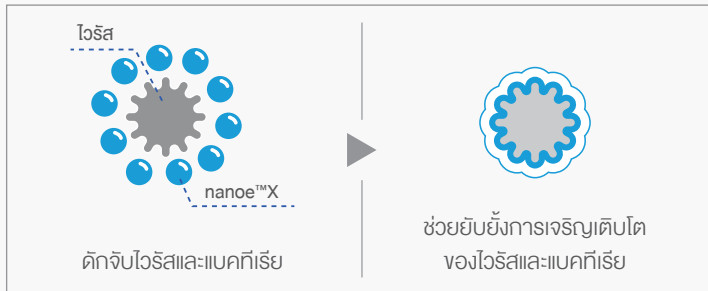 ไวรัส
nanoe™X
ดักจับไวรัสและแบคทีเรีย
ช่วยยับยั้งการเจริญเติบโต
ของไวรัสและแบคทีเรีย